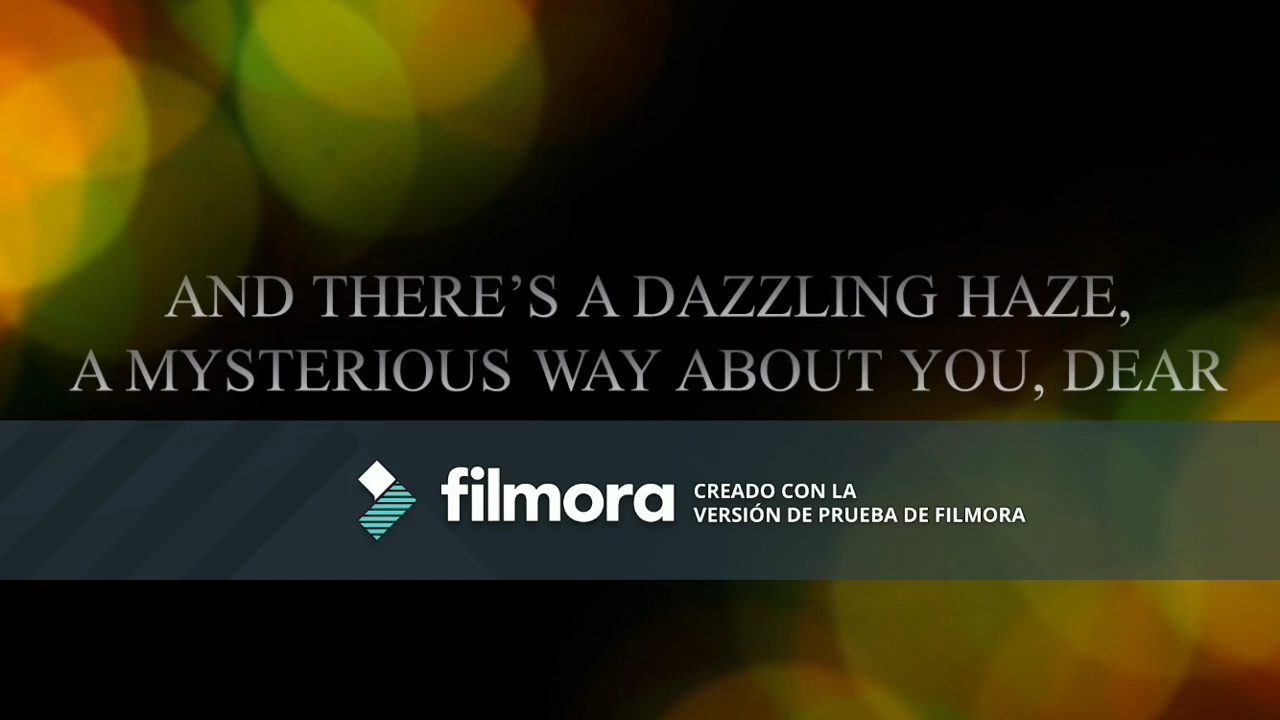 AND THERE’S A DAZZLING HAZE,
A MYSTERIOUS WAY ABOUT YOU, DEAR
filmora
CREADO CON LA
VERSIÓN DE PRUEBA DE FILMORA